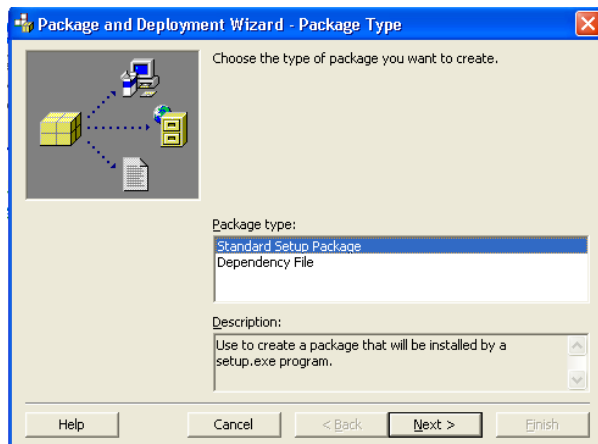 Package and Deployment Wizard - Package Type
Choose the type of package you want to create.
Package type:
Standard Setup Package
Dependency File
Description:
Use to create a package that will be installed by a
setup.exe program.
Help
Cancel
< Back
Next >
Finish